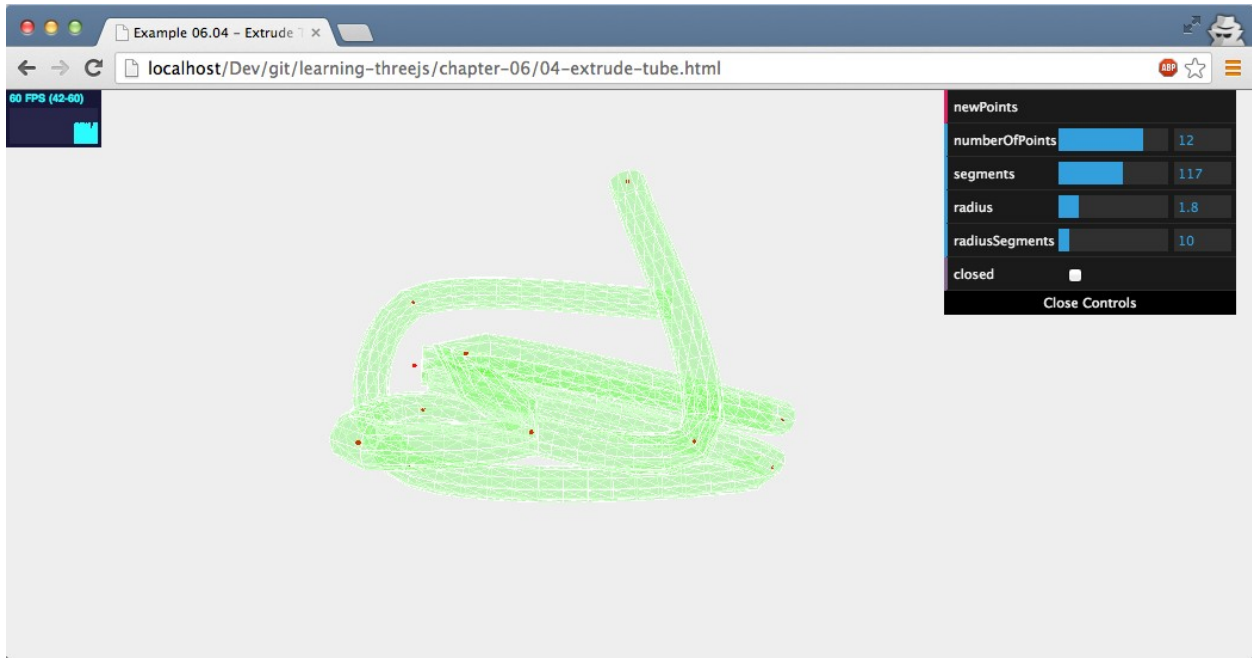 Example 06.04 – Extrude T
localhost/Dev/git/learning-threejs/chapter-06/04-extrude-tube.html
ABP
60 FPS (42-60)
newPoints
numberOfPoints 12
segments 117
radius 1.8
radiusSegments 10
closed
Close Controls